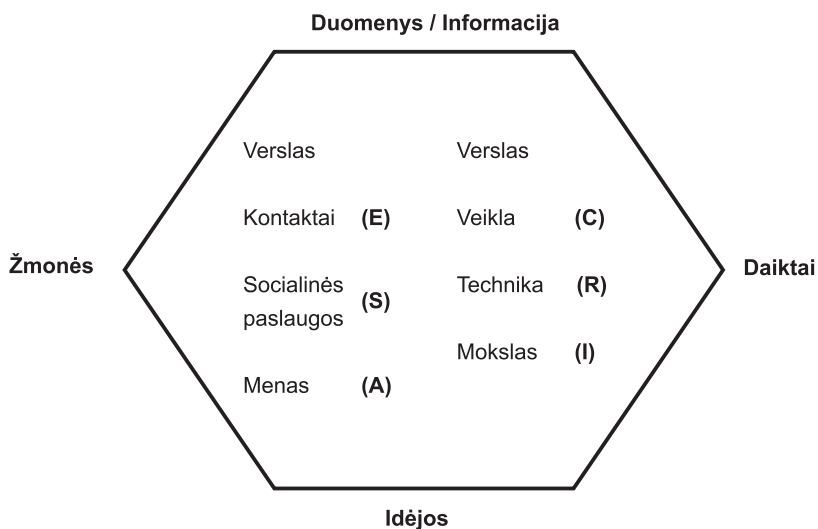 Duomenys / Informacija
Verslas
Kontaktai (E)
Socialinės
paslaugos (S)
Menas (A)
Verslas
Veikla (C)
Technika (R)
Mokslas (I)
Žmonės
Daiktai
Idėjos